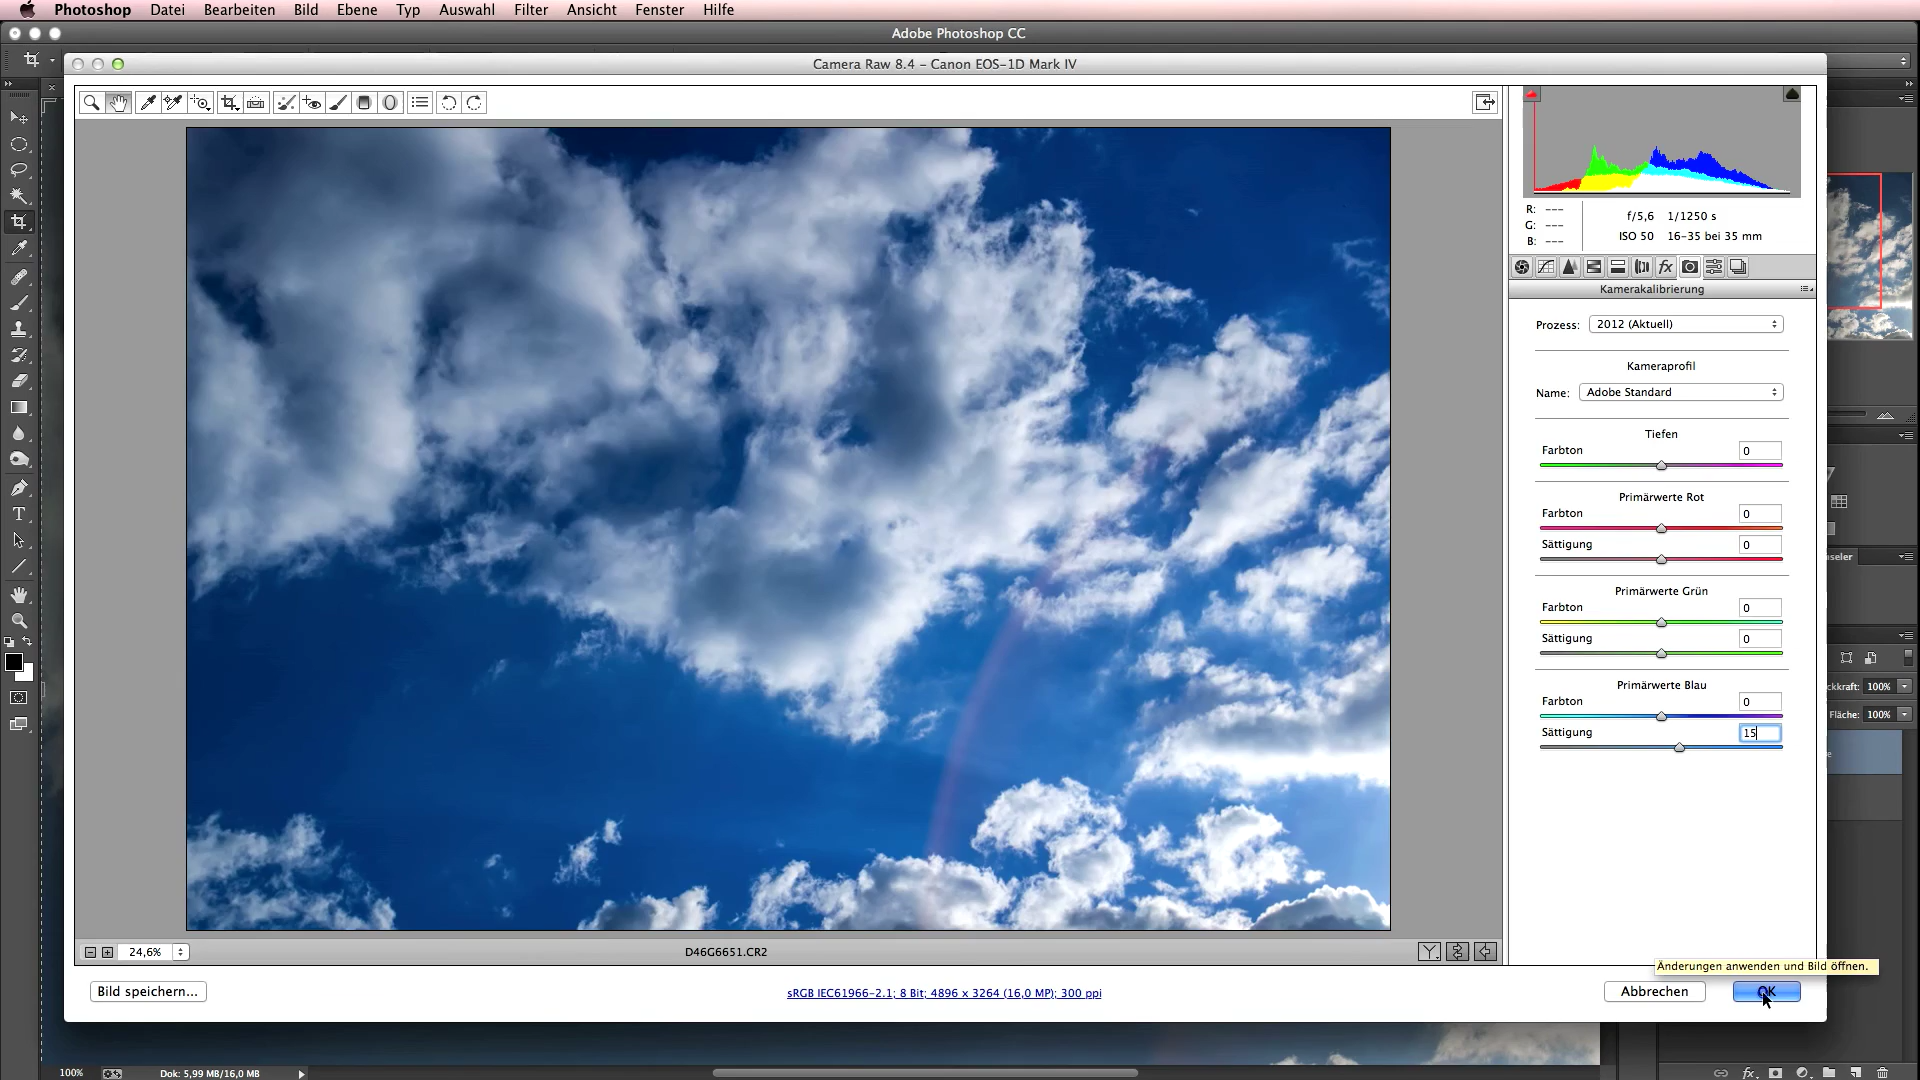 Photoshop Datei Bearbeiten Bild Ebene Typ Auswahl Filter Ansicht Fenster Hilfe
Adobe Photoshop CC
Camera Raw 8.4 - Canon EOS-1D Mark IV
R: ---
G: ---
B: ---
f/5,6 1/1250 s
ISO 50 16-35 bei 35 mm
Kamerakalibrierung
Prozess: 2012 (Aktuell)
Kameraprofil
Name: Adobe Standard
Tiefen
Farbton 0
Primärwerte Rot
Farbton 0
Sättigung 0
Primärwerte Grün
Farbton 0
Sättigung 0
Primärwerte Blau
Farbton 0
Sättigung 15
ckkraft: 100%
Fläche: 100%
24,6%
D46G6651.CR2
Änderungen anwenden und Bild öffnen.
Bild speichern...
sRGB IEC61966-2.1; 8 Bit; 4896 x 3264 (16,0 MP); 300 ppi
Abbrechen
OK
100%
Dok: 5,99 MB/16,0 MB